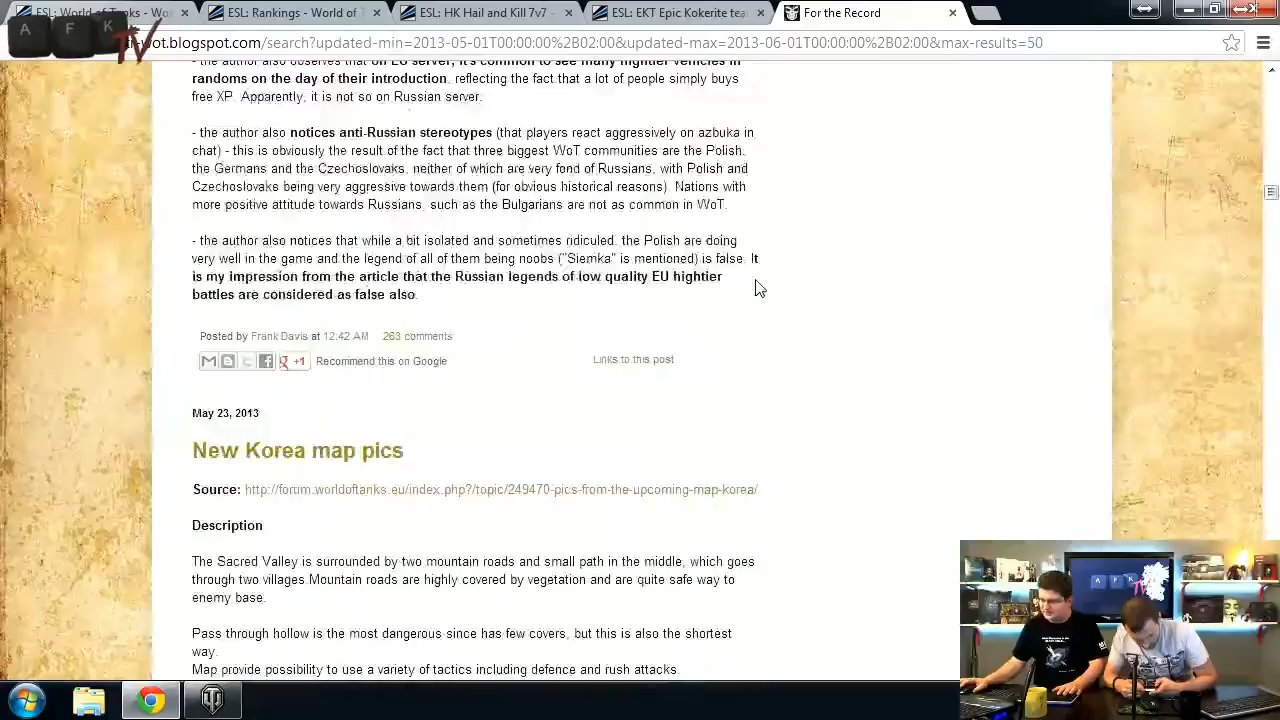 ESL: World of Tanks -
ESL: Rankings - World of
ESL: HK Hail and Kill 7v7
ESL: EKT Epic Kokerite tea
For the Record
A F K TV
wot.blogspot.com/search?updated-min=2013-05-01T00:00:00%2B02:00&updated-max=2013-06-01T00:00:00%2B02:00&max-results=50
- the author also observes that on EU server, it's common to see many hightier vehicles in
randoms on the day of their introduction, reflecting the fact that a lot of people simply buys
free XP. Apparently, it is not so on Russian server.
- the author also notices anti-Russian stereotypes (that players react aggressively on azbuka in
chat) - this is obviously the result of the fact that three biggest WoT communities are the Polish,
the Germans and the Czechoslovaks, neither of which are very fond of Russians, with Polish and
Czechoslovaks being very aggressive towards them (for obvious historical reasons). Nations with
more positive attitude towards Russians, such as the Bulgarians are not as common in WoT.
- the author also notices that while a bit isolated and sometimes ridiculed, the Polish are doing
very well in the game and the legend of all of them being noobs ("Siemka" is mentioned) is false. It
is my impression from the article that the Russian legends of low quality EU hightier
battles are considered as false also.
Posted by Frank Davis at 12:42 AM 263 comments
+1 Recommend this on Google
Links to this post
May 23, 2013
New Korea map pics
Source: http://forum.worldoftanks.eu/index.php?/topic/249470-pics-from-the-upcoming-map-korea/
Description
The Sacred Valley is surrounded by two mountain roads and small path in the middle, which goes
through two villages. Mountain roads are highly covered by vegetation and are quite safe way to
enemy base.
Pass through hollow is the most dangerous since has few covers, but this is also the shortest
way.
Map provide possibility to use a variety of tactics including defence and rush attacks.
A F K TV